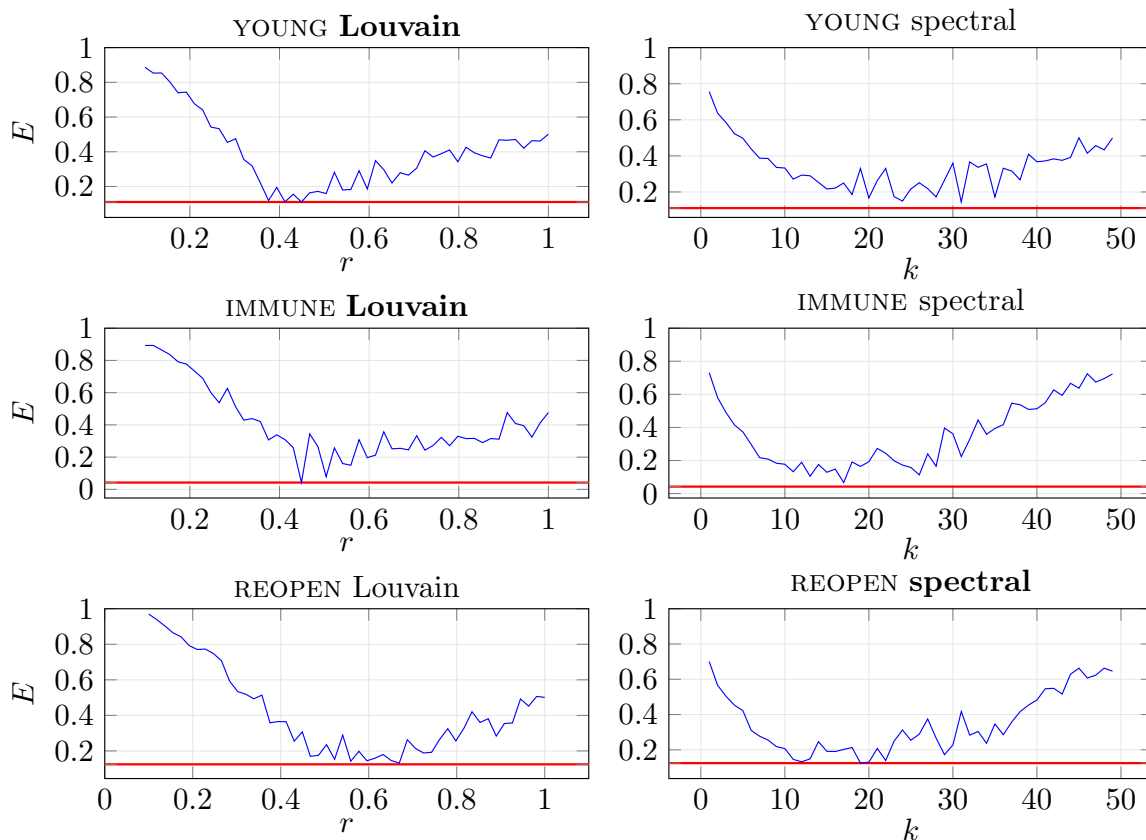 YOUNG Louvain
1
0.8
0.6
0.4
0.2
E
0.2 0.4 0.6 0.8 1
r
YOUNG spectral
1
0.8
0.6
0.4
0.2
0 10 20 30 40 50
k
IMMUNE Louvain
1
0.8
0.6
0.4
0.2
0
E
0.2 0.4 0.6 0.8 1
r
IMMUNE spectral
1
0.8
0.6
0.4
0.2
0
0 10 20 30 40 50
k
REOPEN Louvain
1
0.8
0.6
0.4
0.2
E
0 0.2 0.4 0.6 0.8 1
r
REOPEN spectral
1
0.8
0.6
0.4
0.2
0 10 20 30 40 50
k